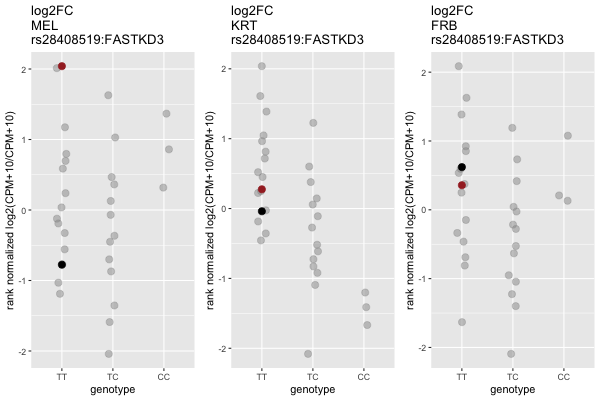 log2FC
MEL
rs28408519:FASTKD3
rank normalized log2(CPM+10/CPM+10)
2
1
0
-1
-2
TT
TC
CC
genotype
log2FC
KRT
rs28408519:FASTKD3
rank normalized log2(CPM+10/CPM+10)
2
1
0
-1
-2
TT
TC
CC
genotype
log2FC
FRB
rs28408519:FASTKD3
rank normalized log2(CPM+10/CPM+10)
2
1
0
-1
-2
TT
TC
CC
genotype